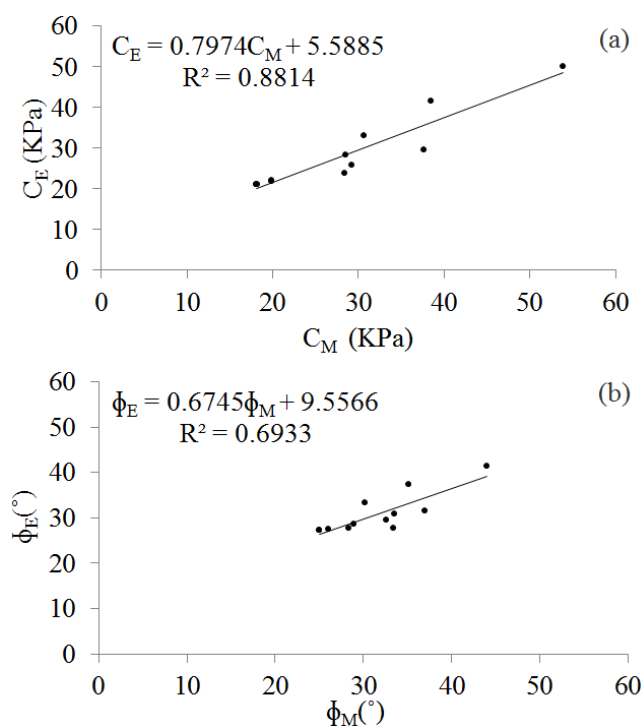 (a)
C_E = 0.7974C_M + 5.5885
R² = 0.8814
60
50
40
30
20
10
0
C_E (KPa)
0 10 20 30 40 50 60
C_M (KPa)
(b)
ϕ_E = 0.6745ϕ_M + 9.5566
R² = 0.6933
60
50
40
30
20
10
0
ϕ_E(°)
0 10 20 30 40 50 60
ϕ_M(°)